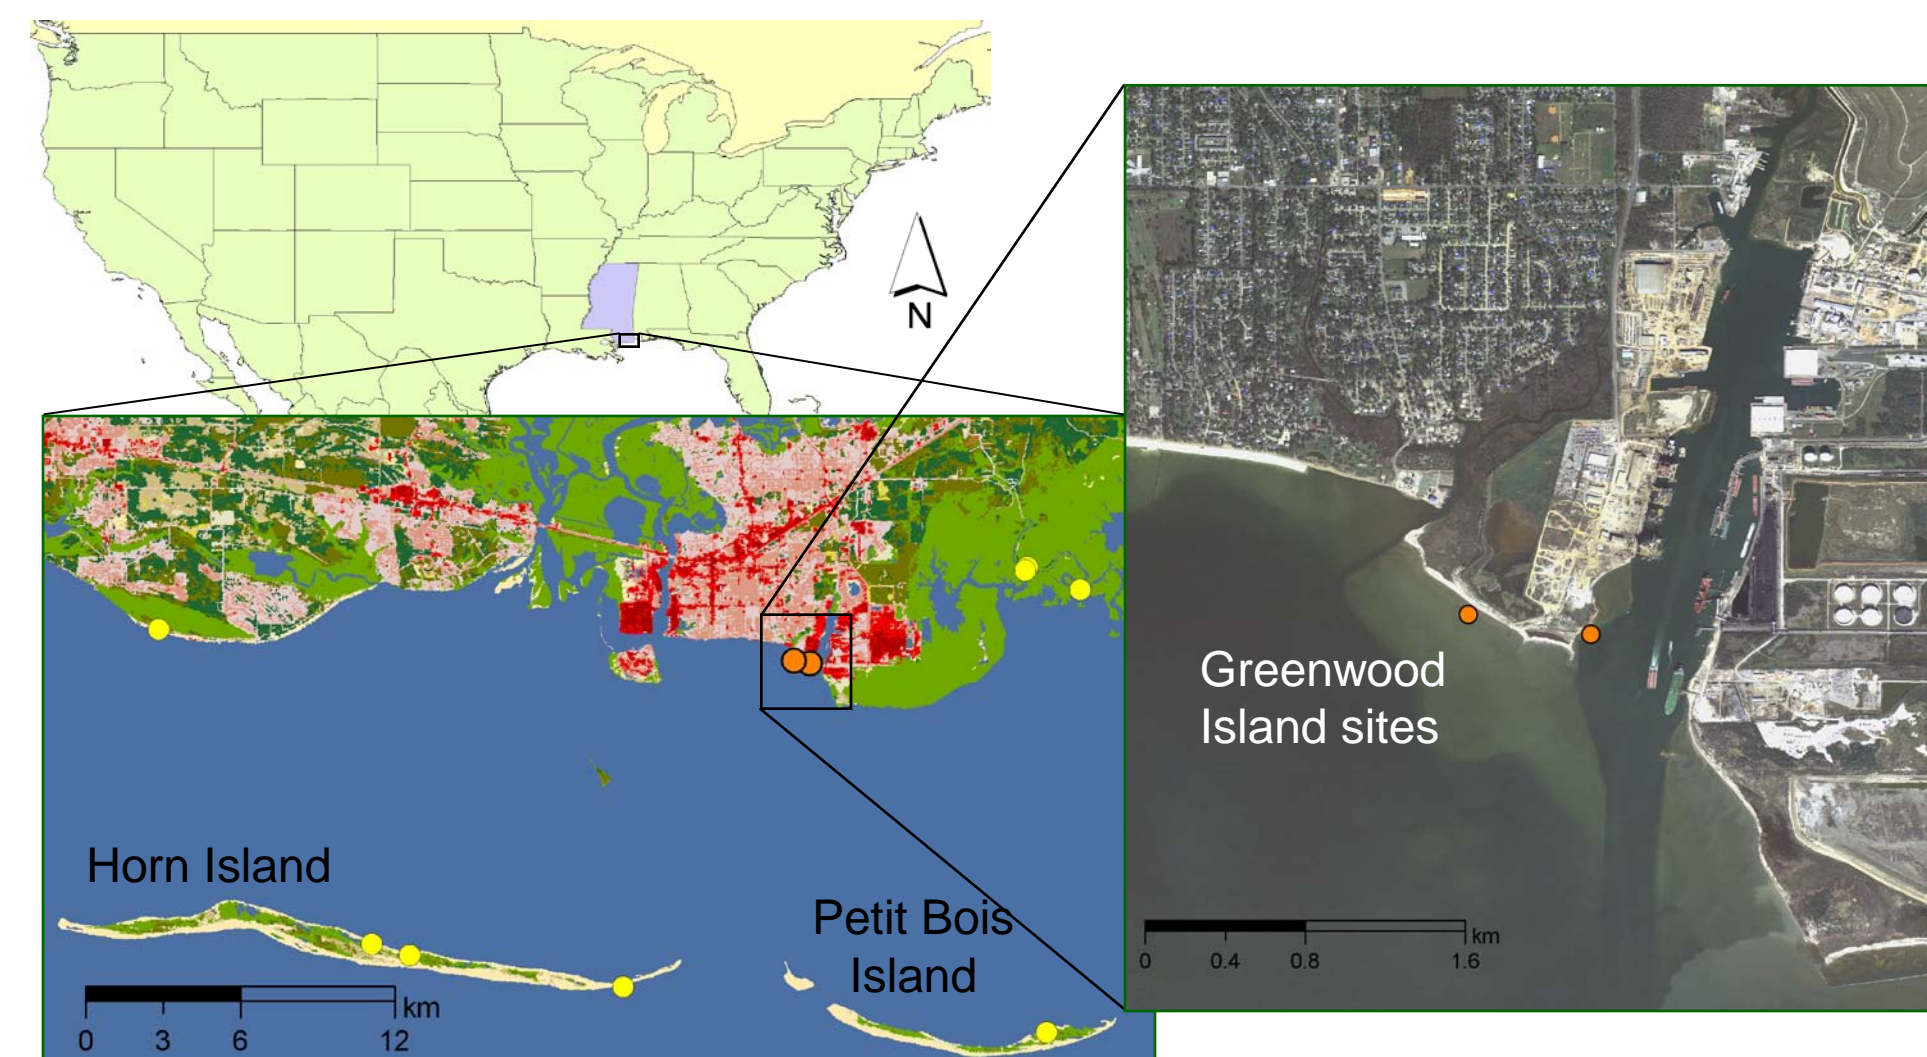 N
Greenwood
Island sites
km
0
0.4
0.8
1.6
Horn Island
Petit Bois
Island
km
0
3
6
12